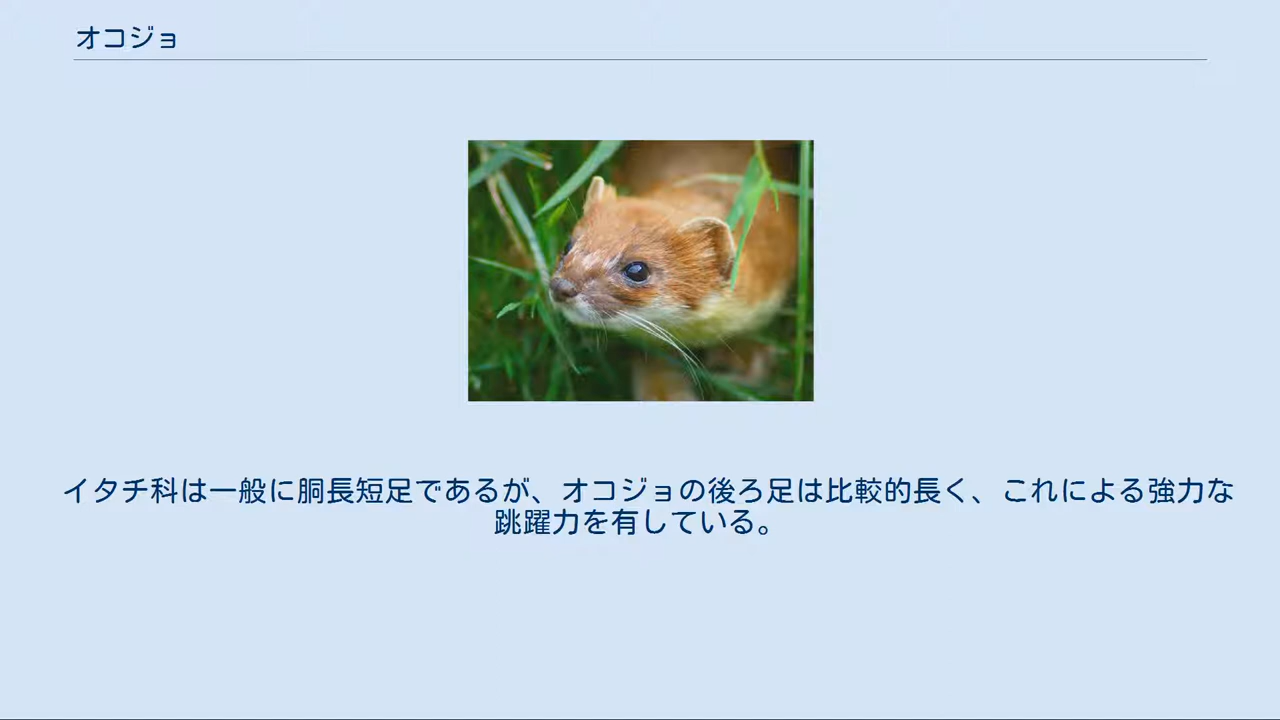 オコジョ
イタチ科は一般に胴長短足であるが、オコジョの後ろ足は比較的長く、これによる強力な
跳躍力を有している。